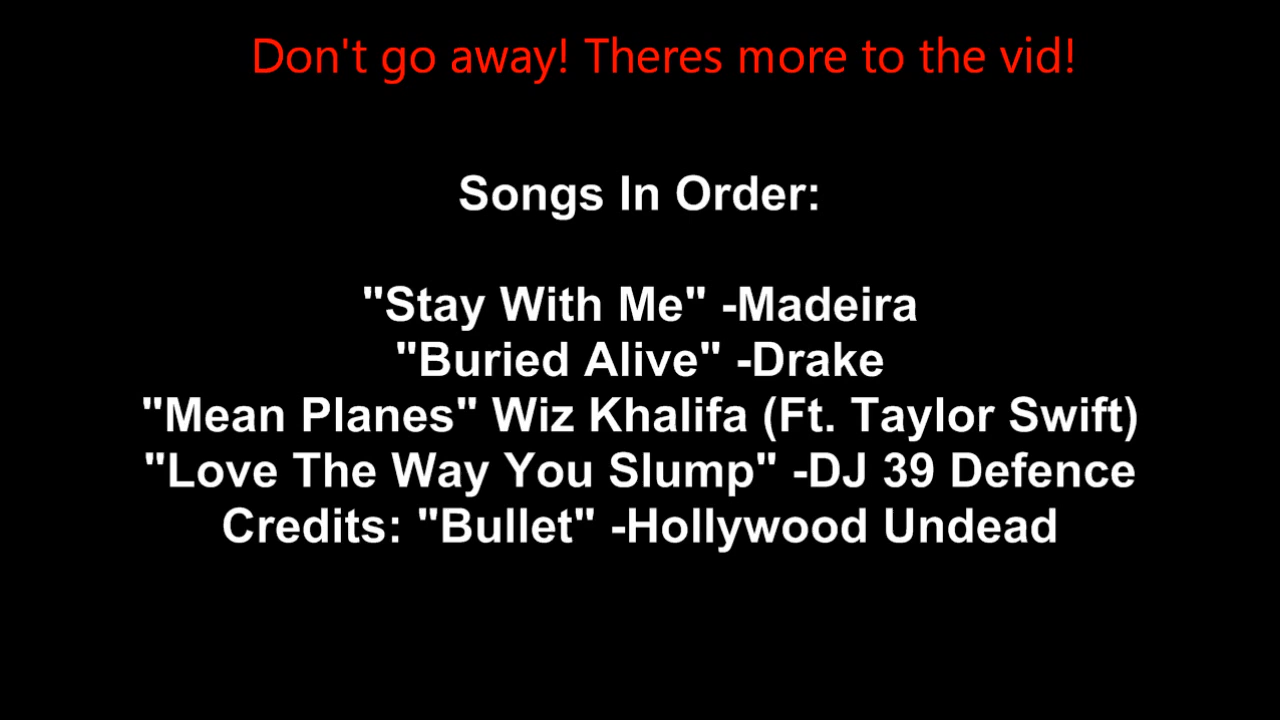 Don't go away! Theres more to the vid!
Songs In Order:
"Stay With Me" -Madeira
"Buried Alive" -Drake
"Mean Planes" Wiz Khalifa (Ft. Taylor Swift)
"Love The Way You Slump" -DJ 39 Defence
Credits: "Bullet" -Hollywood Undead